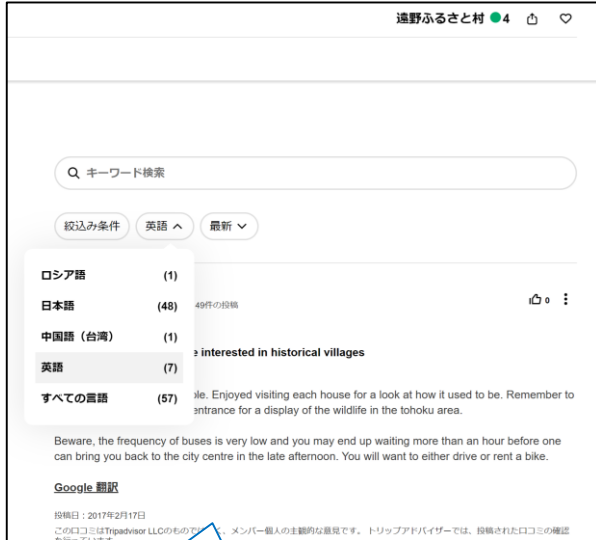 遠野ふるさと村 4
キーワード検索
絞込み条件 英語 最新
ロシア語 (1)
日本語 (48)
中国語（台湾） (1)
英語 (7)
すべての言語 (57)
49件の投稿
0
interested in historical villages
Enjoyed visiting each house for a look at how it used to be. Remember to
entrance for a display of the wildlife in the tohoku area.
Beware, the frequency of buses is very low and you may end up waiting more than an hour before one
can bring you back to the city centre in the late afternoon. You will want to either drive or rent a bike.
Google 翻訳
投稿日：2017年2月17日
この口コミはTripadvisor LLCのものでは、メンバー個人の主観的な意見です。 トリップアドバイザーでは、投稿された口コミの確認
を行っています